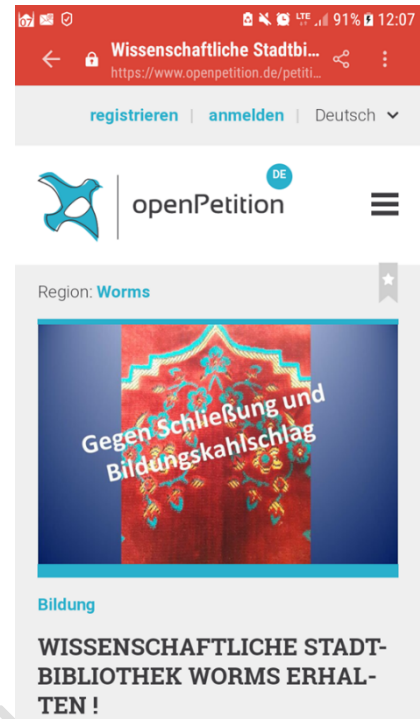 LTE 91% 12:07
Wissenschaftliche Stadtbi...
https://www.openpetition.de/petiti...
registrieren | anmelden | Deutsch
DE
openPetition
Region: Worms
Gegen Schließung und
Bildungskahlschlag
Bildung
WISSENSCHAFTLICHE STADT-
BIBLIOTHEK WORMS ERHAL-
TEN !